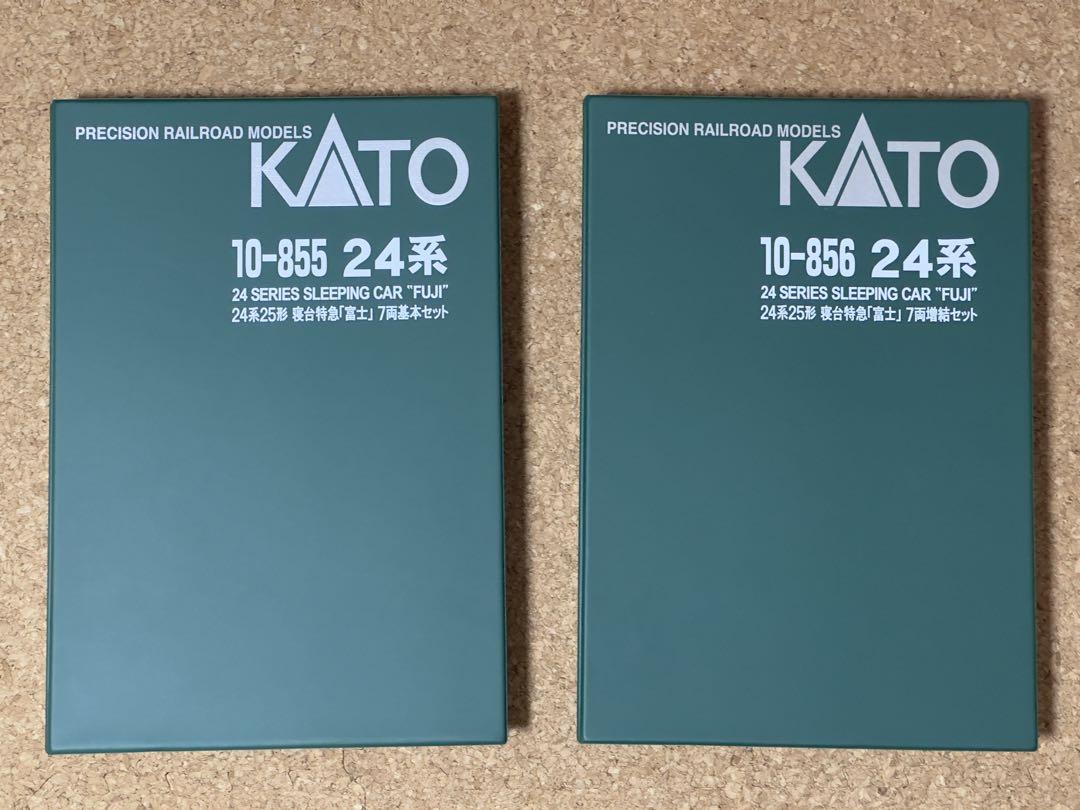 PRECISION RAILROAD MODELS
KATO
10-855 24系
24 SERIES SLEEPING CAR "FUJI"
24系25形 寝台特急「富士」 7両基本セット
PRECISION RAILROAD MODELS
KATO
10-856 24系
24 SERIES SLEEPING CAR "FUJI"
24系25形 寝台特急「富士」 7両増結セット